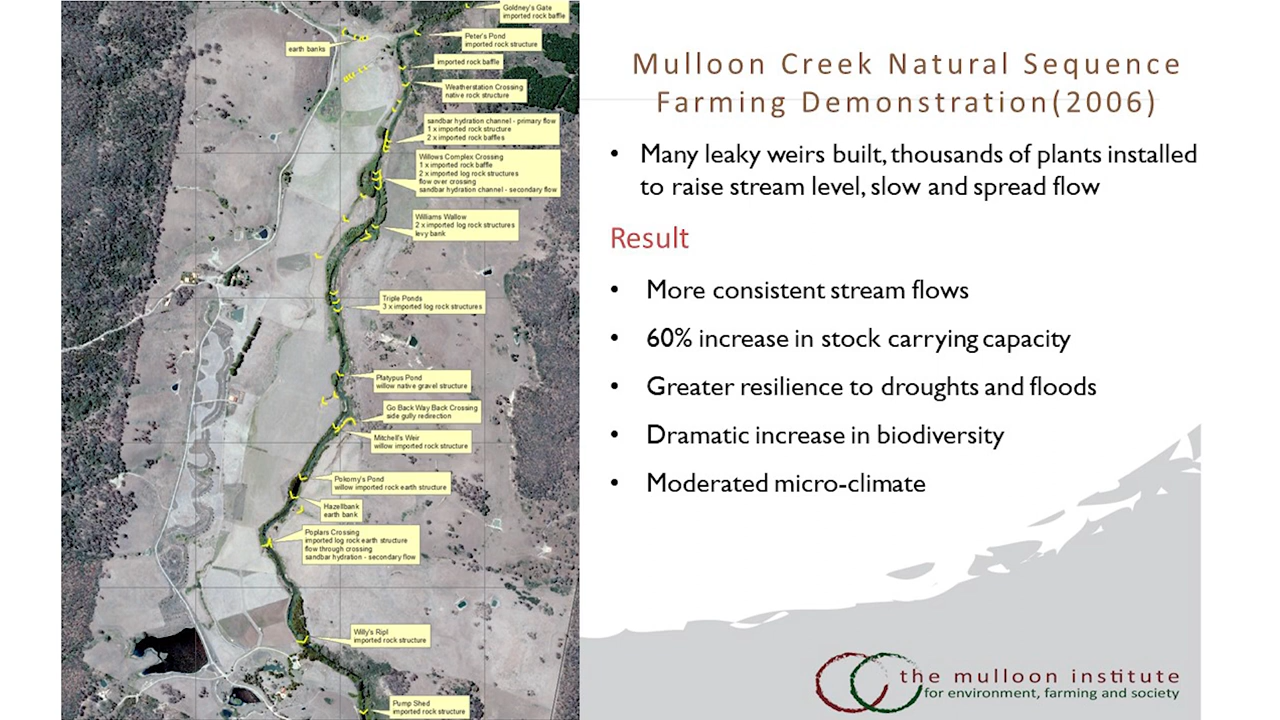 Goldney's Gate
imported rock baffle
Peter's Pond
imported rock structure
earth banks
imported rock baffle
Weatherstation Crossing
native rock structure
sandbar hydration channel - primary flow
1 x imported rock structure
2 x imported rock baffles
Willows Complex Crossing
1 x imported rock baffle
2 x imported log rock structures
flow over crossing
sandbar hydration channel - secondary flow
Williams Wallow
2 x imported log rock structures
levy bank
Triple Ponds
3 x imported log rock structures
Platypus Pond
willow native gravel structure
Go Back Way Back Crossing
side gully redirection
Mitchell's Weir
willow imported rock structure
Pokorny's Pond
willow imported rock earth structure
Hazellbank
earth bank
Poplars Crossing
imported log rock earth structure
flow through crossing
sandbar hydration - secondary flow
Willy's Ripl
imported rock structure
Pump Shed
imported rock structure
Mulloon Creek Natural Sequence
Farming Demonstration(2006)
• Many leaky weirs built, thousands of plants installed
to raise stream level, slow and spread flow
Result
• More consistent stream flows
• 60% increase in stock carrying capacity
• Greater resilience to droughts and floods
• Dramatic increase in biodiversity
• Moderated micro-climate
the mulloon institute
for environment, farming and society